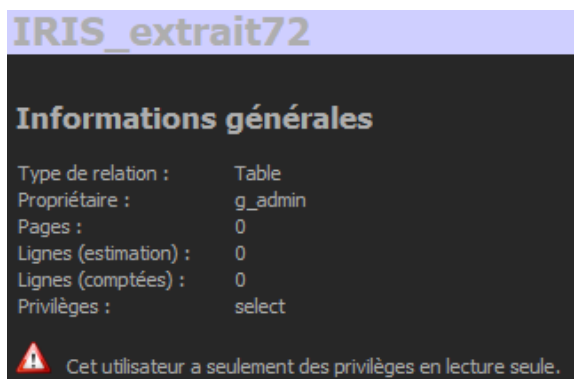 IRIS_extrait72
Informations générales
Type de relation : Table
Propriétaire : g_admin
Pages : 0
Lignes (estimation) : 0
Lignes (comptées) : 0
Privilèges : select
Cet utilisateur a seulement des privilèges en lecture seule.